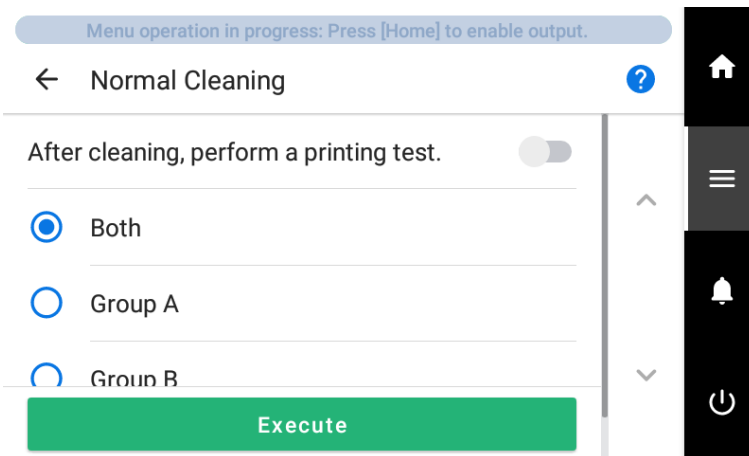 Menu operation in progress: Press [Home] to enable output.
Normal Cleaning
?
After cleaning, perform a printing test.
Both
Group A
Group B
Execute